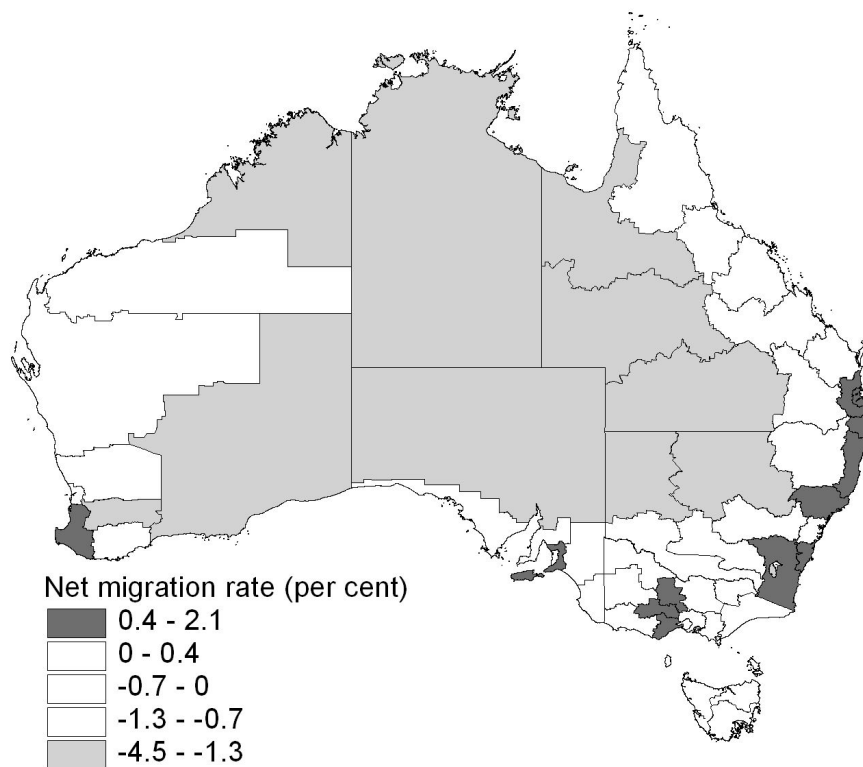 Net migration rate (per cent)
0.4 - 2.1
0 - 0.4
-0.7 - 0
-1.3 - -0.7
-4.5 - -1.3